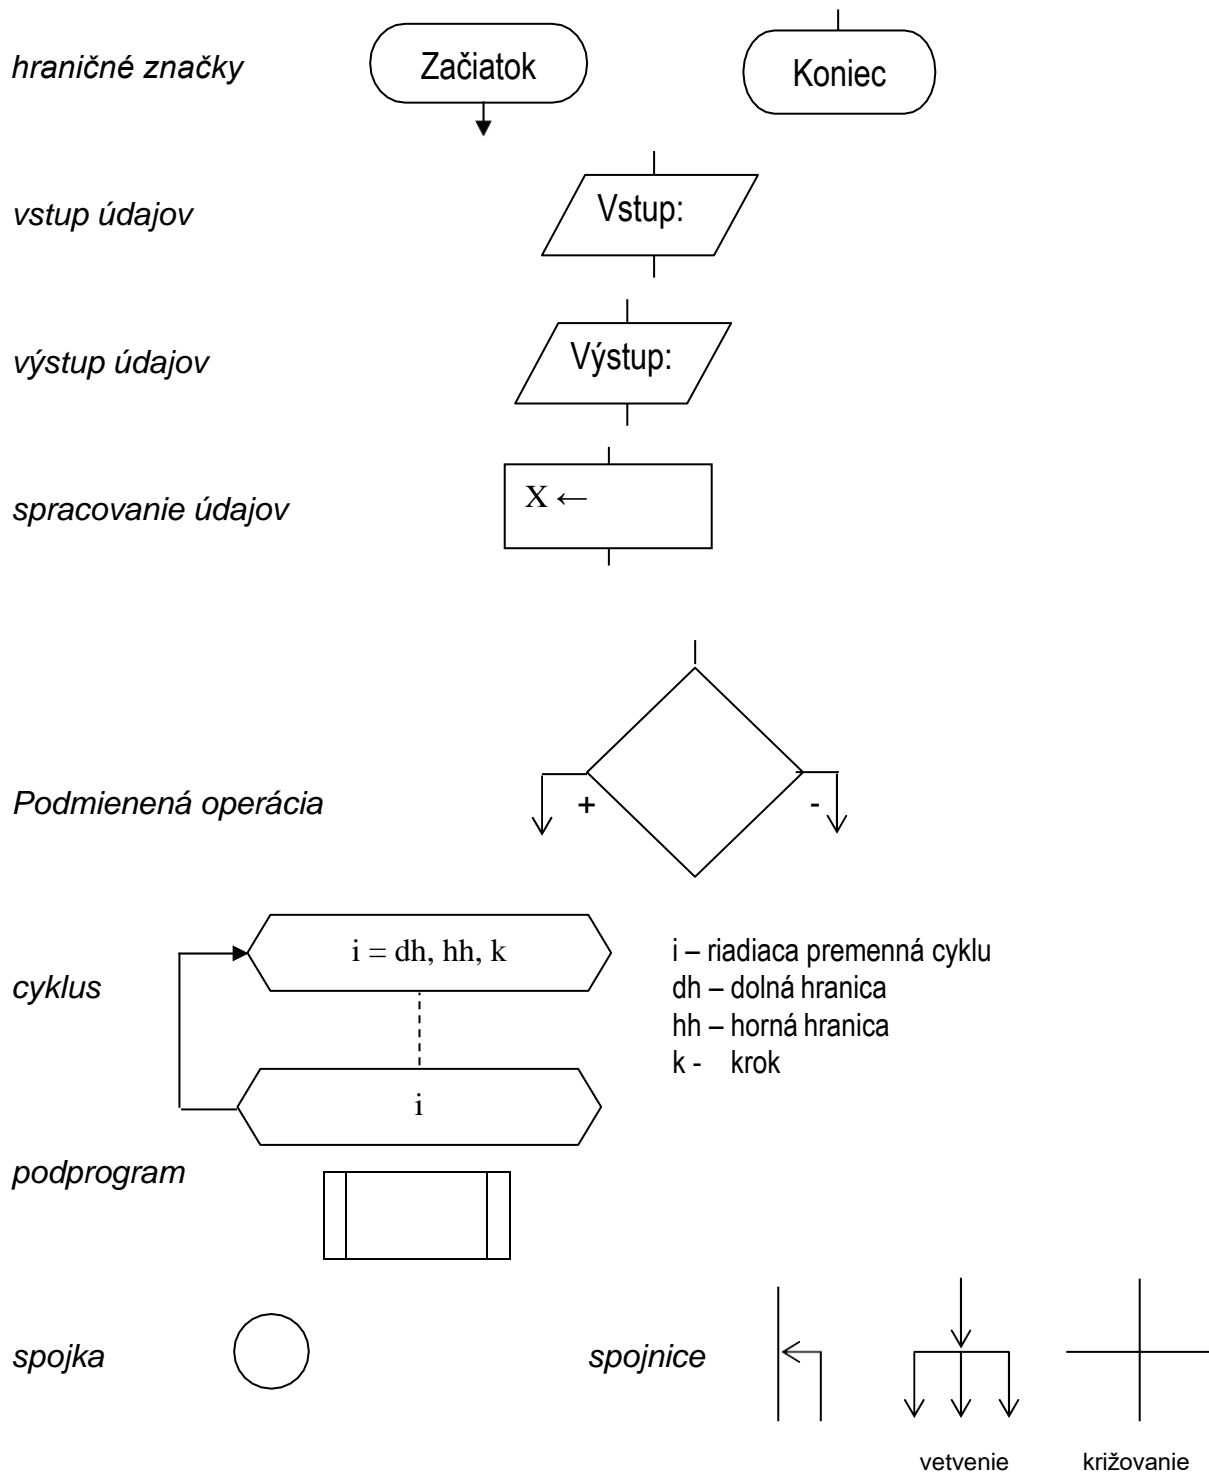 hraničné značky
Začiatok
Koniec
vstup údajov
Vstup:
výstup údajov
Výstup:
spracovanie údajov
X ←
Podmienená operácia
+
-
cyklus
i = dh, hh, k
i
i – riadiaca premenná cyklu
dh – dolná hranica
hh – horná hranica
k - krok
podprogram
spojka
spojnice
vetvenie
križovanie